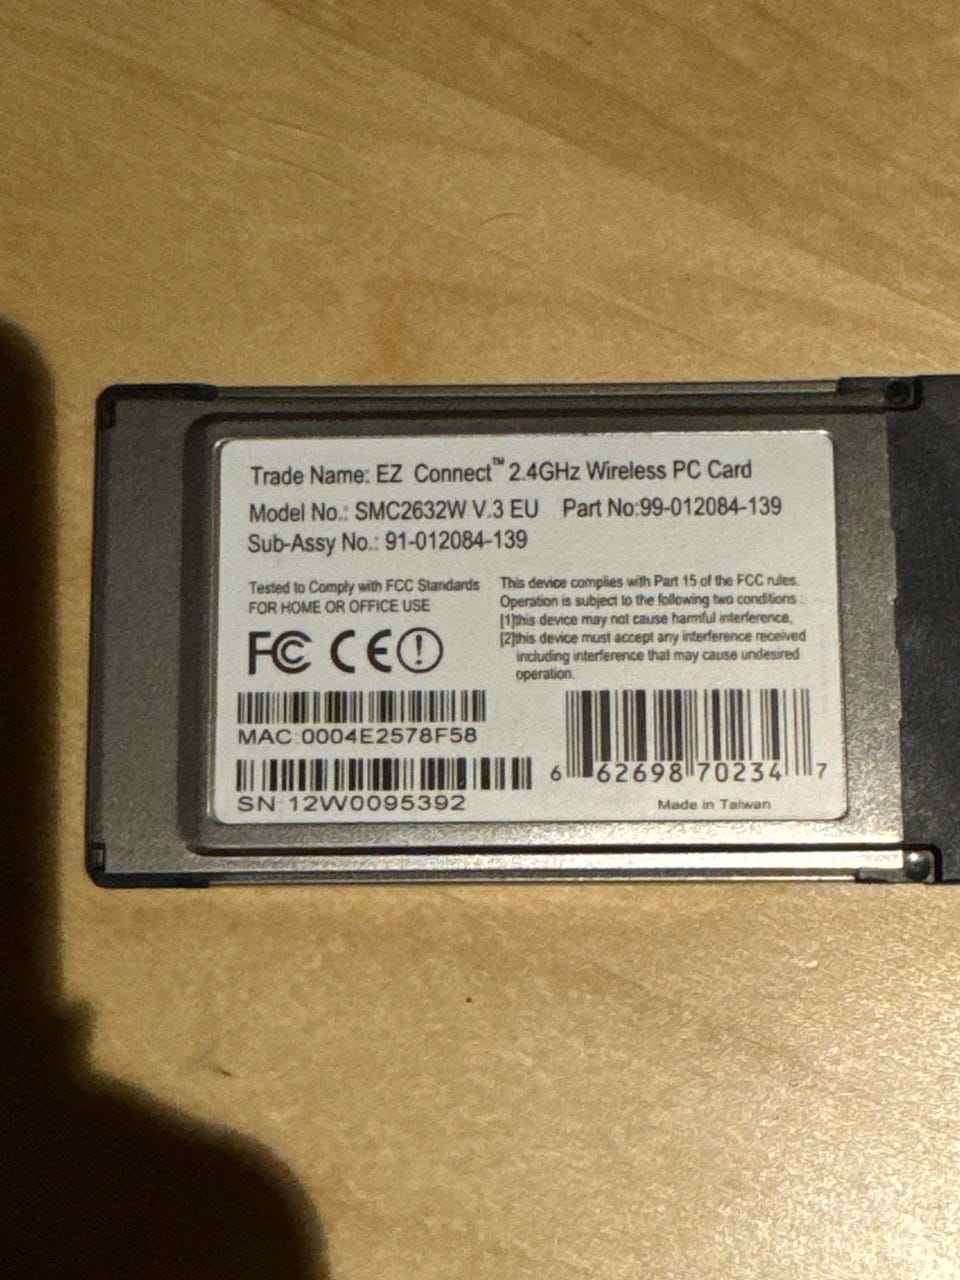 Trade Name: EZ Connect™ 2.4GHz Wireless PC Card
Model No.: SMC2632W V.3 EU Part No:99-012084-139
Sub-Assy No.: 91-012084-139
Tested to Comply with FCC Standards
FOR HOME OR OFFICE USE
This device complies with Part 15 of the FCC rules.
Operation is subject to the following two conditions :
[1]this device may not cause harmful interference,
[2]this device must accept any interference received
including interference that may cause undesired
operation.
FC CE
MAC:0004E2578F58
SN:12W0095392
6 62698 70234 7
Made in Taiwan